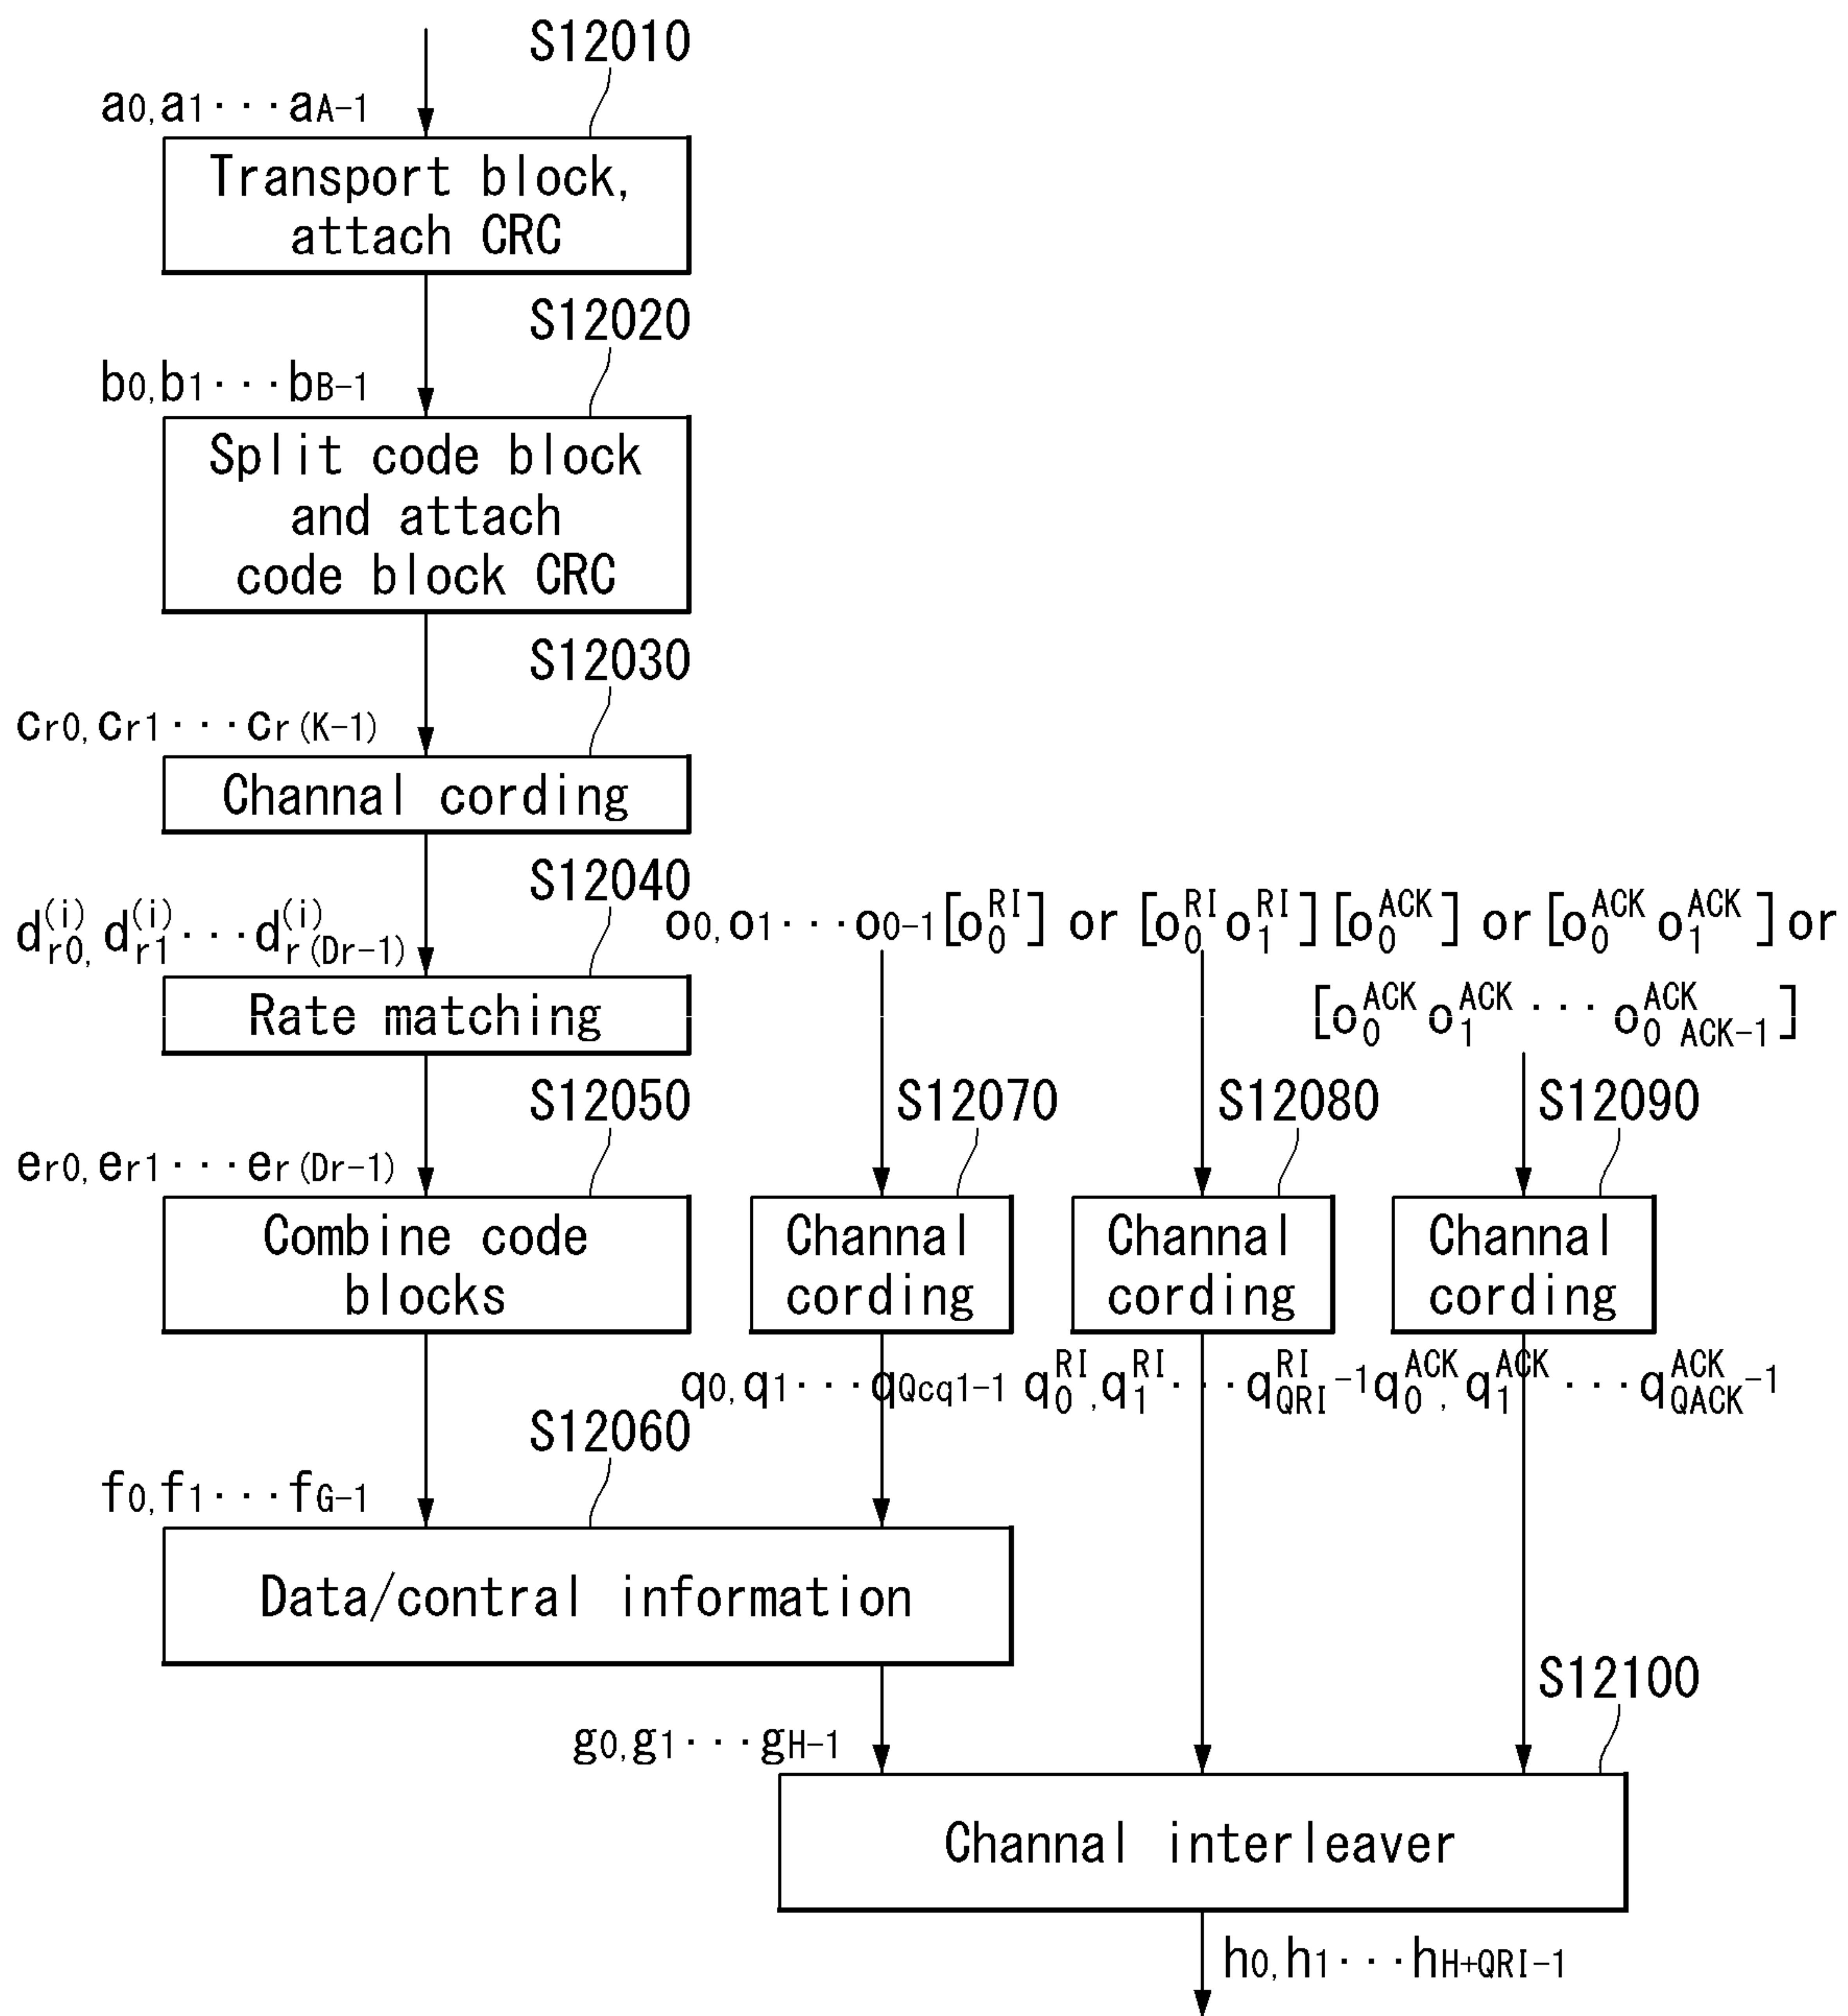 S12010
a0,a1···aA-1
Transport block,
attach CRC
S12020
b0,b1···bB-1
Split code block
and attach
code block CRC
S12030
cr0,cr1···cr(K-1)
Channal cording
S12040
d(i)r0,d(i)r1···d(i)r(Dr-1)
Rate matching
o0,o1···o0-1[oRI0] or [oRI0 oRI1][oACK0] or [oACK0 oACK1] or
[oACK0 oACK1···oACK0 ACK-1]
S12050
er0,er1···er(Dr-1)
Combine code
blocks
S12070
Channal
cording
S12080
Channal
cording
S12090
Channal
cording
q0,q1···qQcq1-1 qRI0,qRI1···qRIQRI-1 qACK0,qACK1···qACKQACK-1
S12060
f0,f1···fG-1
Data/contral information
S12100
g0,g1···gH-1
Channal interleaver
h0,h1···hH+QRI-1